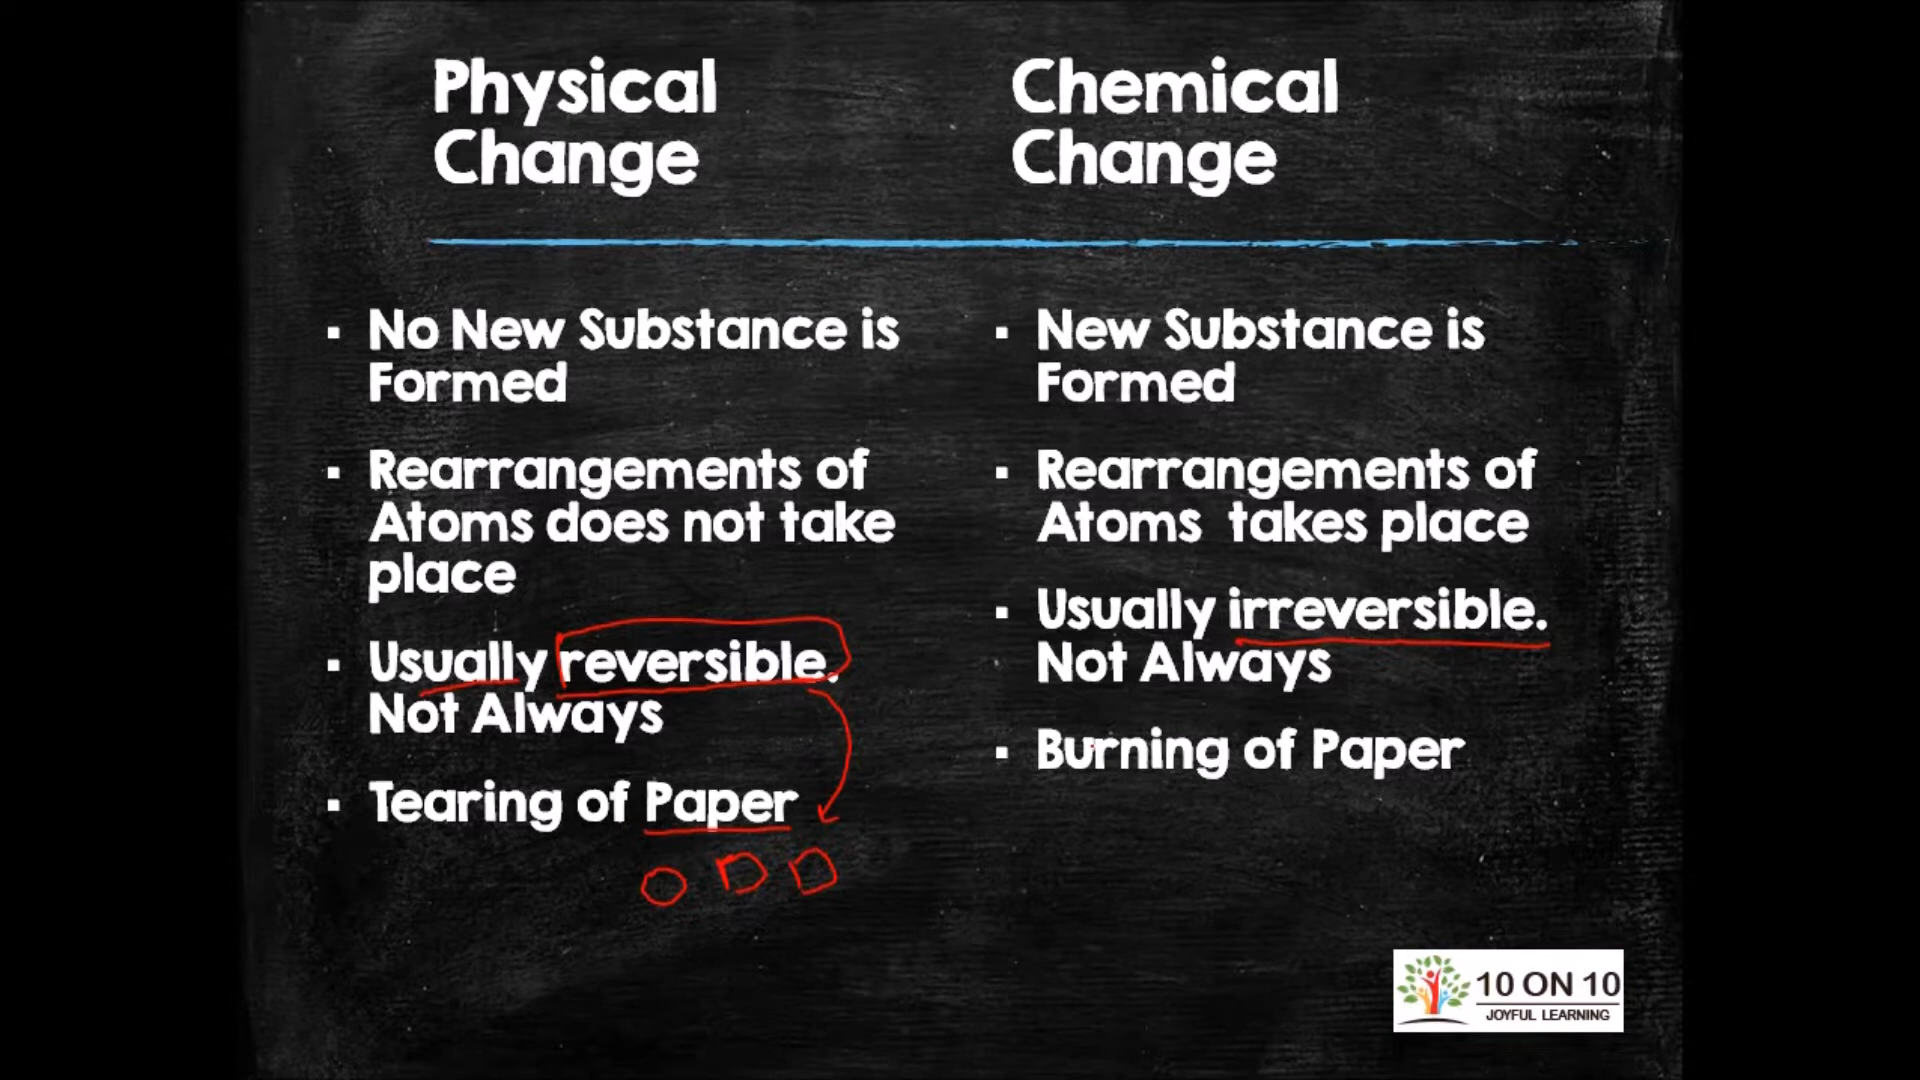 Physical
Change
Chemical
Change
▪ No New Substance is
Formed
▪ Rearrangements of
Atoms does not take
place
▪ Usually reversible.
Not Always
▪ Tearing of Paper
▪ New Substance is
Formed
▪ Rearrangements of
Atoms takes place
▪ Usually irreversible.
Not Always
▪ Burning of Paper
10 ON 10
JOYFUL LEARNING